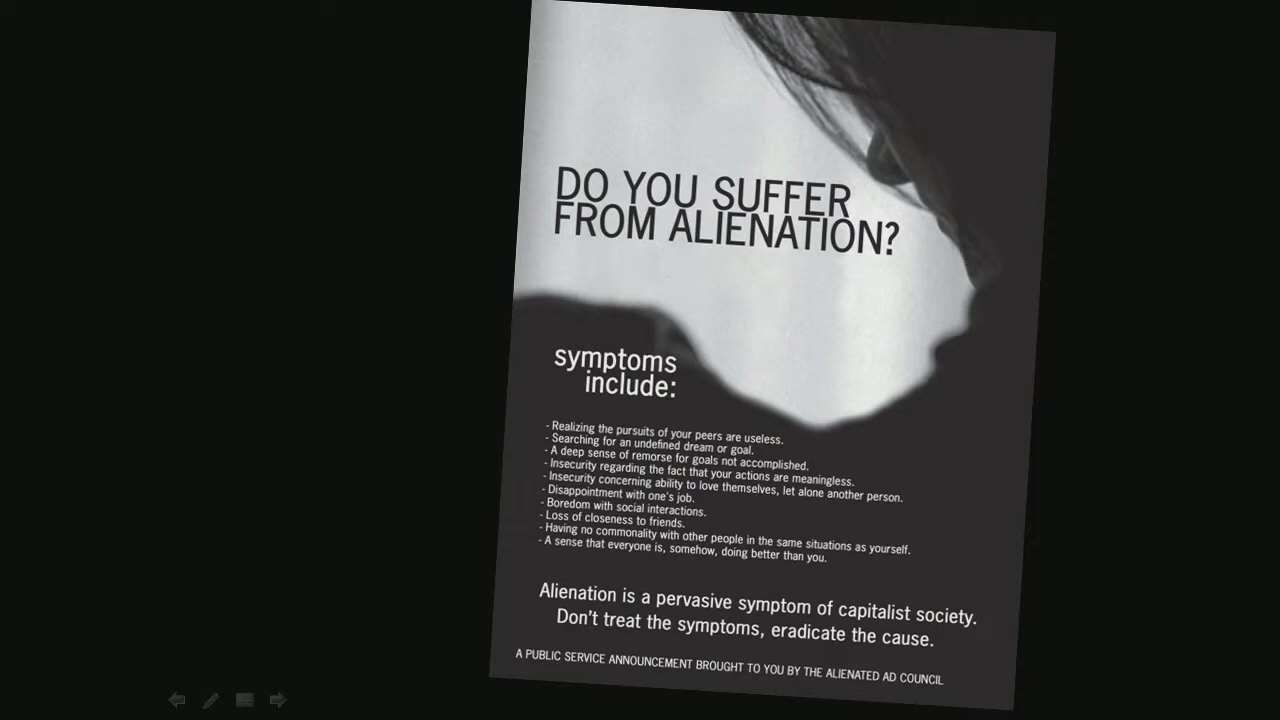 DO YOU SUFFER
FROM ALIENATION?
symptoms
include:
- Realizing the pursuits of your peers are useless.
- Searching for an undefined dream or goal.
- A deep sense of remorse for goals not accomplished.
- Insecurity regarding the fact that your actions are meaningless.
- Insecurity concerning ability to love themselves, let alone another person.
- Disappointment with one's job.
- Boredom with social interactions.
- Loss of closeness to friends.
- Having no commonality with other people in the same situations as yourself.
- A sense that everyone is, somehow, doing better than you.
Alienation is a pervasive symptom of capitalist society.
Don't treat the symptoms, eradicate the cause.
A PUBLIC SERVICE ANNOUNCEMENT BROUGHT TO YOU BY THE ALIENATED AD COUNCIL